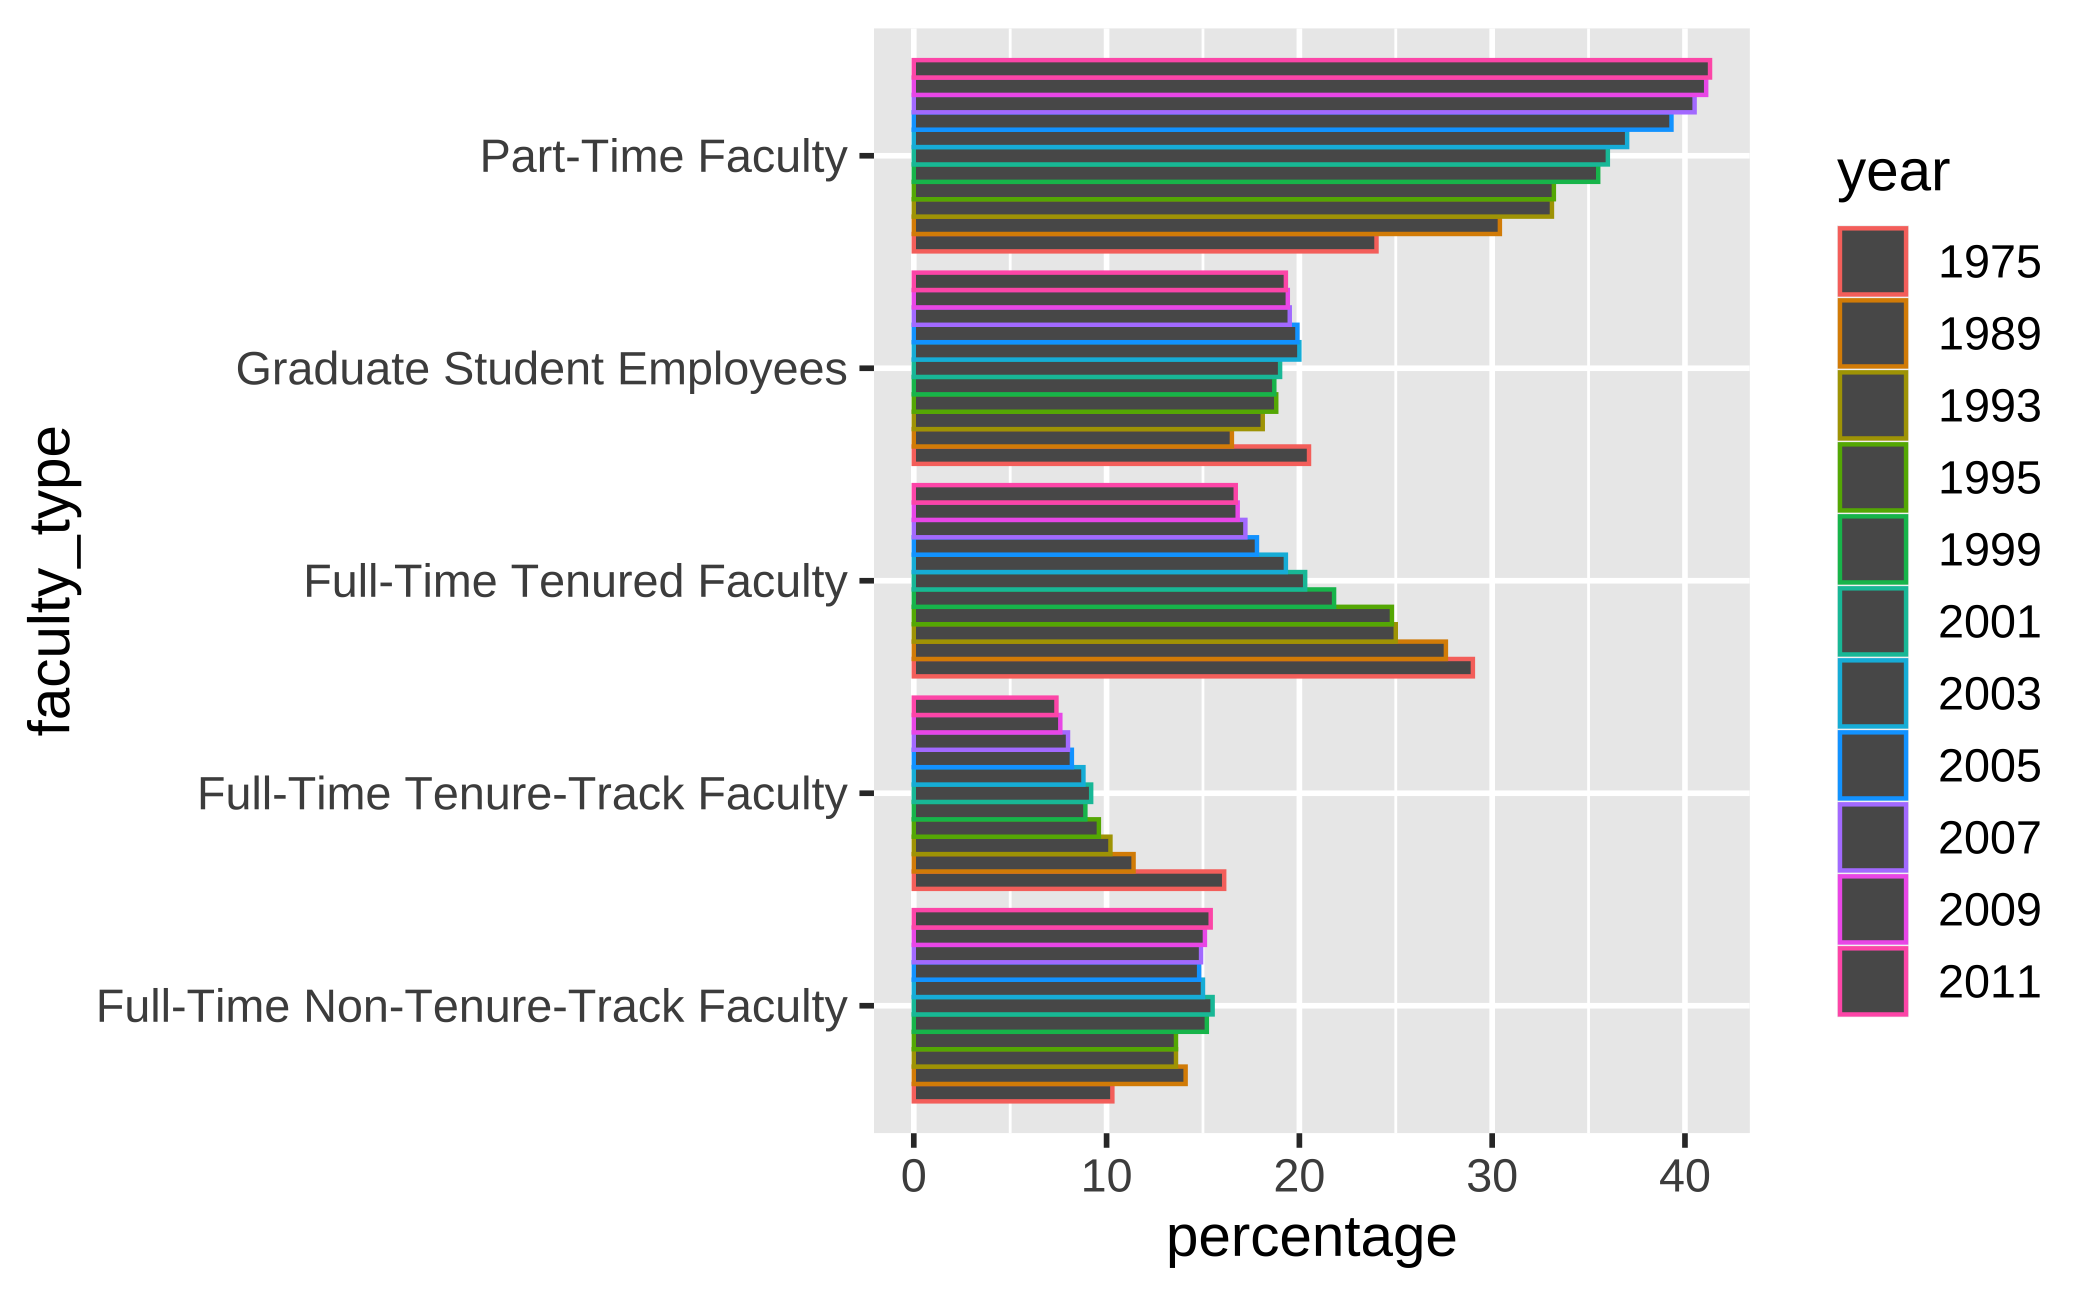 faculty_type
Part-Time Faculty
Graduate Student Employees
Full-Time Tenured Faculty
Full-Time Tenure-Track Faculty
Full-Time Non-Tenure-Track Faculty
0 10 20 30 40
percentage
year
1975
1989
1993
1995
1999
2001
2003
2005
2007
2009
2011